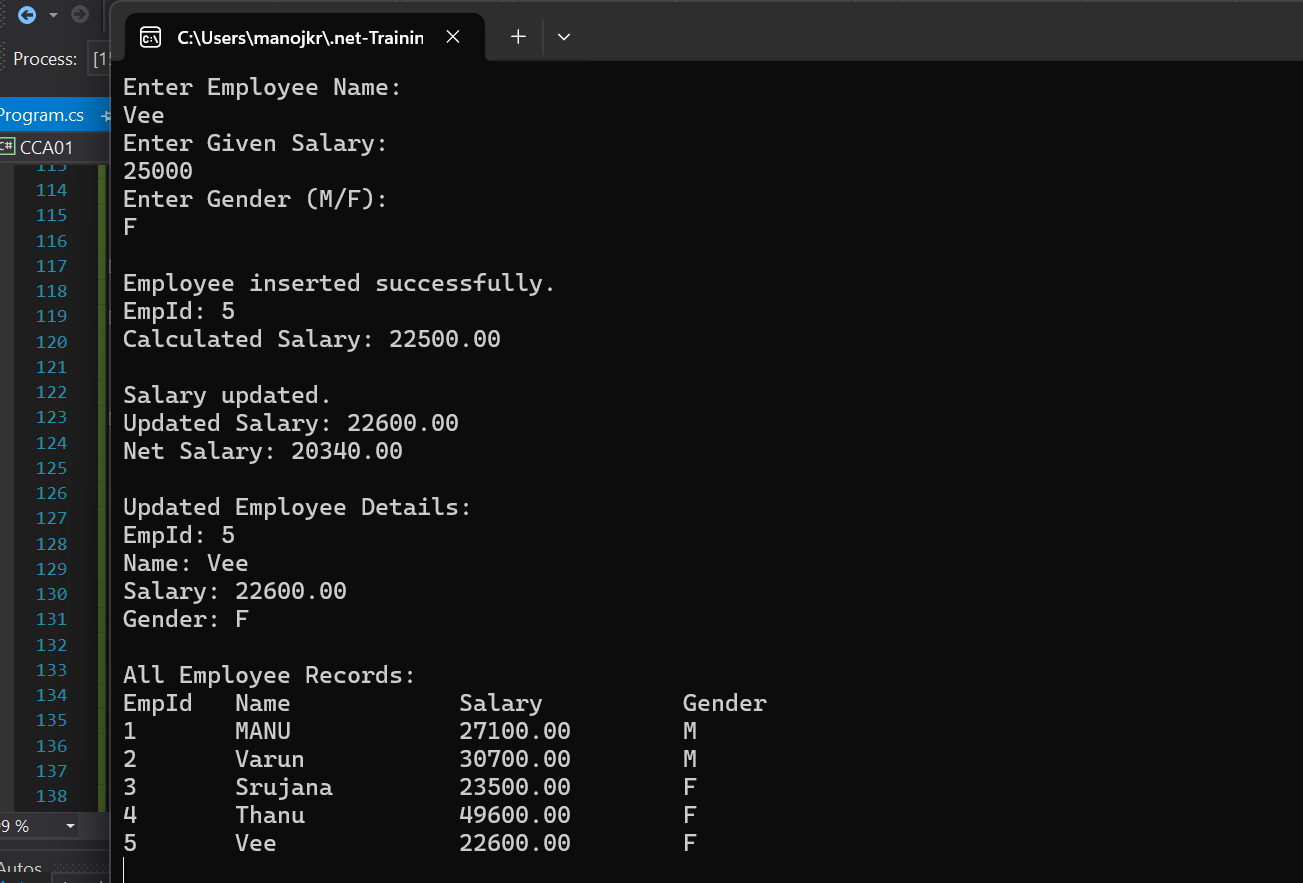 C:\Users\manojkr\.net-Trainin
Process:
Program.cs
C# CCA01
114
115
116
117
118
119
120
121
122
123
124
125
126
127
128
129
130
131
132
133
134
135
136
137
138
Autos
Enter Employee Name:
Vee
Enter Given Salary:
25000
Enter Gender (M/F):
F
Employee inserted successfully.
EmpId: 5
Calculated Salary: 22500.00
Salary updated.
Updated Salary: 22600.00
Net Salary: 20340.00
Updated Employee Details:
EmpId: 5
Name: Vee
Salary: 22600.00
Gender: F
All Employee Records:
EmpId Name Salary Gender
1 MANU 27100.00 M
2 Varun 30700.00 M
3 Srujana 23500.00 F
4 Thanu 49600.00 F
5 Vee 22600.00 F